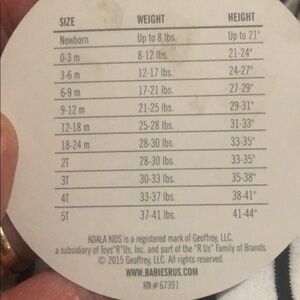 SIZE WEIGHT HEIGHT
Newborn Up to 8 lbs. Up to 21"
0-3 m 8-12 lbs. 21-24"
3-6 m 12-17 lbs. 24-27"
6-9 m 17-21 lbs. 27-29"
9-12 m 21-25 lbs. 29-31"
12-18 m 25-28 lbs. 31-33"
18-24 m 28-30 lbs. 33-35"
2T 28-30 lbs. 33-35"
3T 30-33 lbs. 35-38"
4T 33-37 lbs. 38-41"
5T 37-41 lbs. 41-44"
KOALA KIDS is a registered mark of Geoffrey, LLC,
a subsidiary of Toys"R"Us, Inc. and part of the "R Us" Family of Brands.
© 2015 Geoffrey, LLC. All rights reserved.
WWW.BABIESRUS.COM
RN# 67391